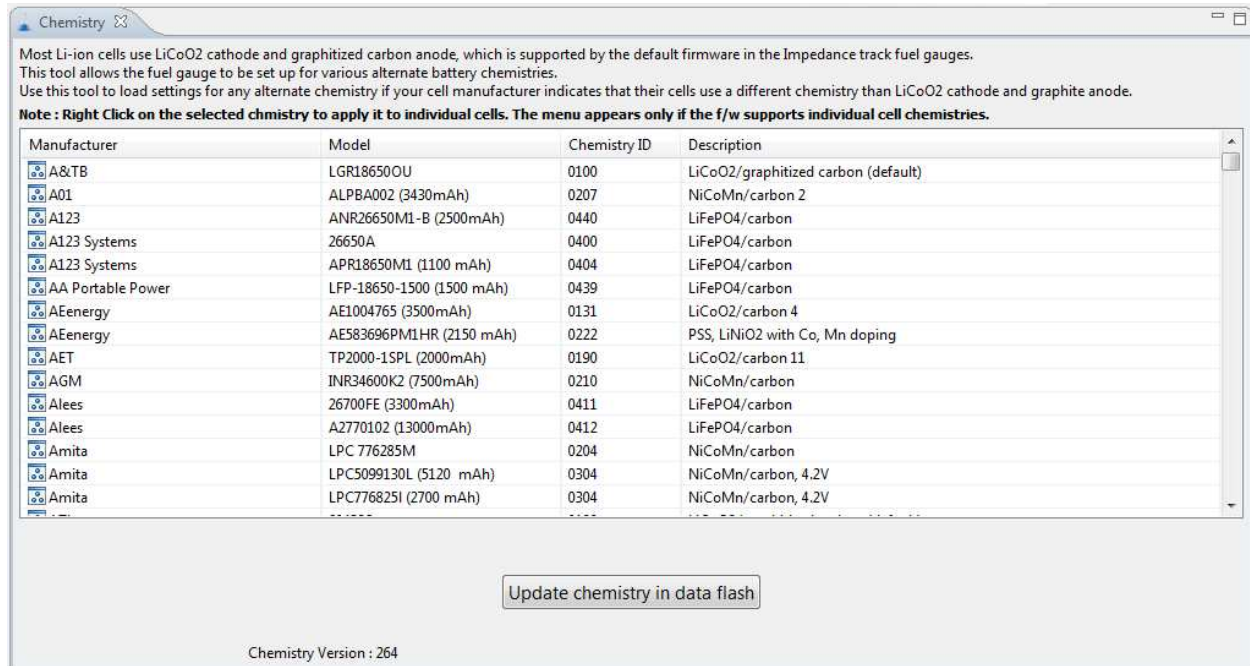 Chemistry
Most Li-ion cells use LiCoO2 cathode and graphitized carbon anode, which is supported by the default firmware in the Impedance track fuel gauges.
This tool allows the fuel gauge to be set up for various alternate battery chemistries.
Use this tool to load settings for any alternate chemistry if your cell manufacturer indicates that their cells use a different chemistry than LiCoO2 cathode and graphite anode.
Note : Right Click on the selected chmistry to apply it to individual cells. The menu appears only if the f/w supports individual cell chemistries.
Manufacturer Model Chemistry ID Description
A&TB LGR18650OU 0100 LiCoO2/graphitized carbon (default)
A01 ALPBA002 (3430mAh) 0207 NiCoMn/carbon 2
A123 ANR26650M1-B (2500mAh) 0440 LiFePO4/carbon
A123 Systems 26650A 0400 LiFePO4/carbon
A123 Systems APR18650M1 (1100 mAh) 0404 LiFePO4/carbon
AA Portable Power LFP-18650-1500 (1500 mAh) 0439 LiFePO4/carbon
AEenergy AE1004765 (3500mAh) 0131 LiCoO2/carbon 4
AEenergy AE583696PM1HR (2150 mAh) 0222 PSS, LiNiO2 with Co, Mn doping
AET TP2000-1SPL (2000mAh) 0190 LiCoO2/carbon 11
AGM INR34600K2 (7500mAh) 0210 NiCoMn/carbon
Alees 26700FE (3300mAh) 0411 LiFePO4/carbon
Alees A2770102 (13000mAh) 0412 LiFePO4/carbon
Amita LPC 776285M 0204 NiCoMn/carbon
Amita LPC5099130L (5120 mAh) 0304 NiCoMn/carbon, 4.2V
Amita LPC776825I (2700 mAh) 0304 NiCoMn/carbon, 4.2V
Update chemistry in data flash
Chemistry Version : 264